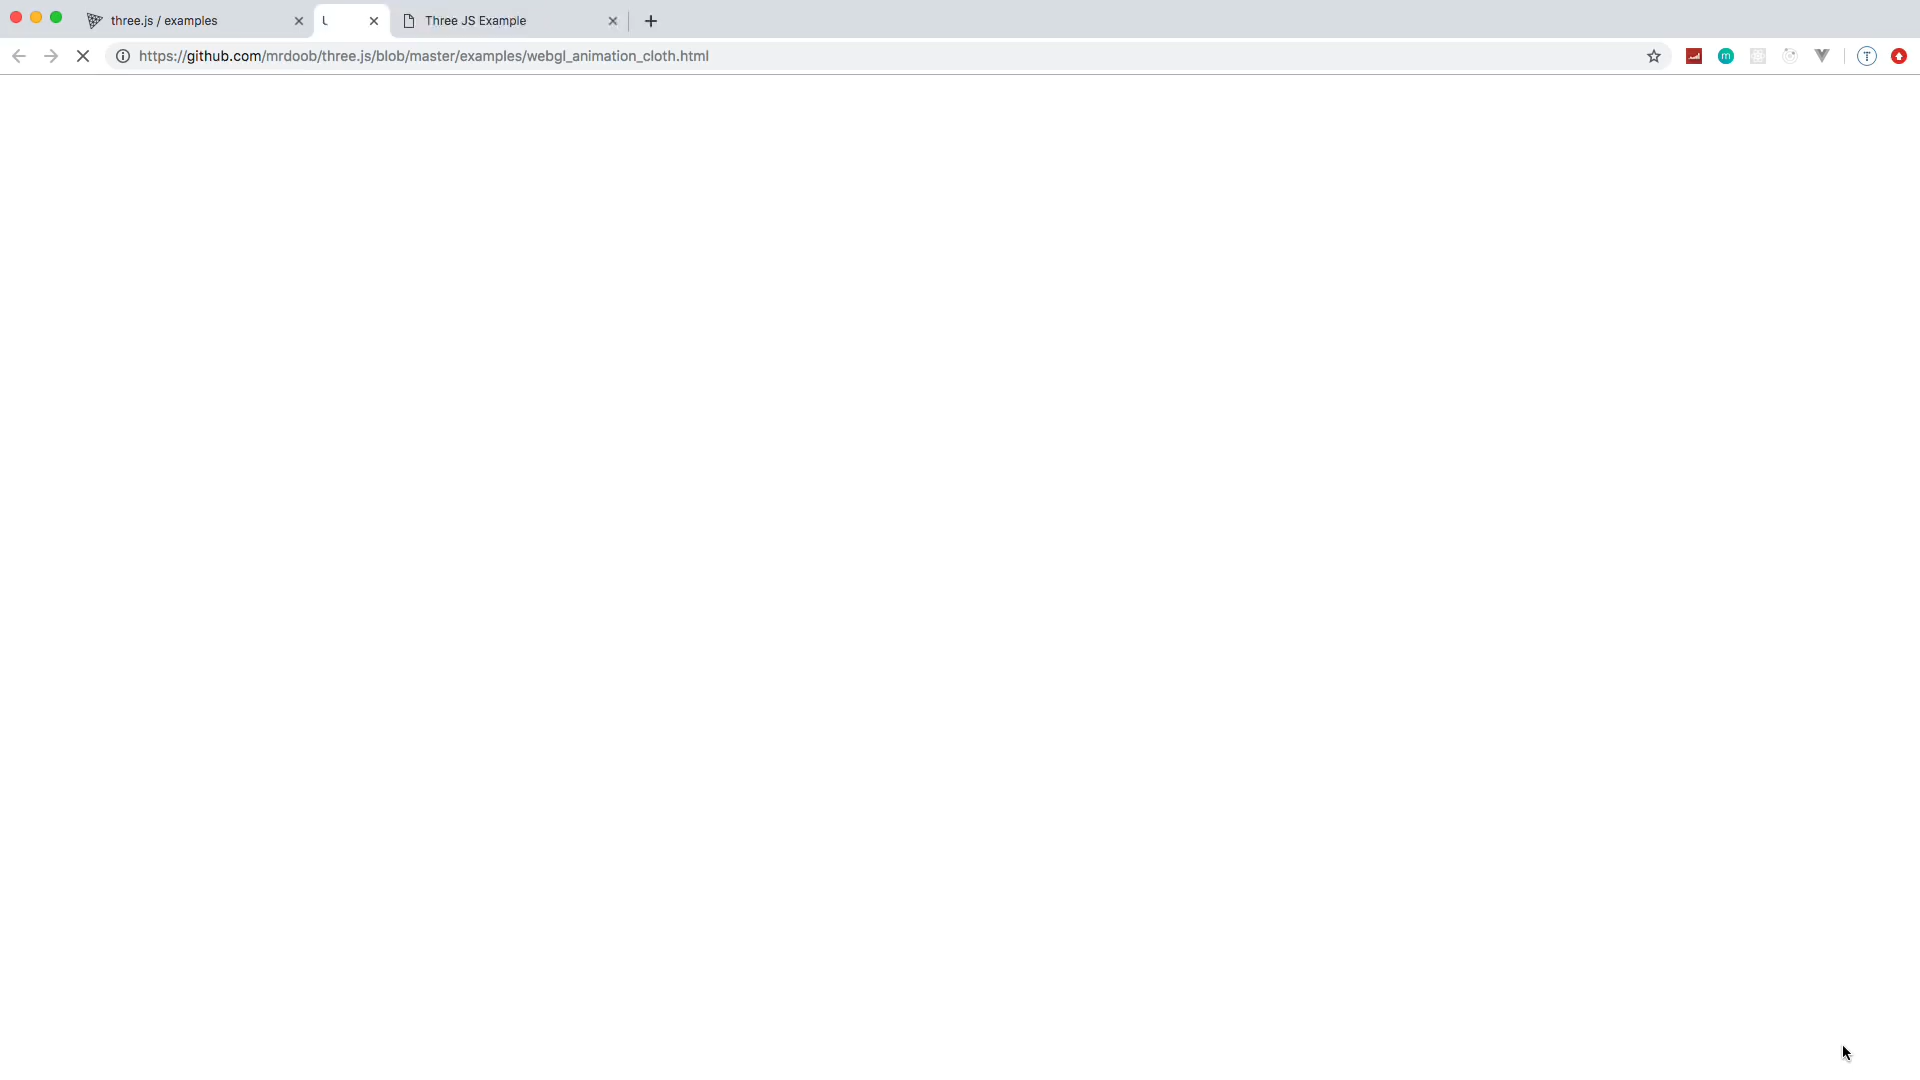 three.js / examples
Three JS Example
https://github.com/mrdoob/three.js/blob/master/examples/webgl_animation_cloth.html
m
T